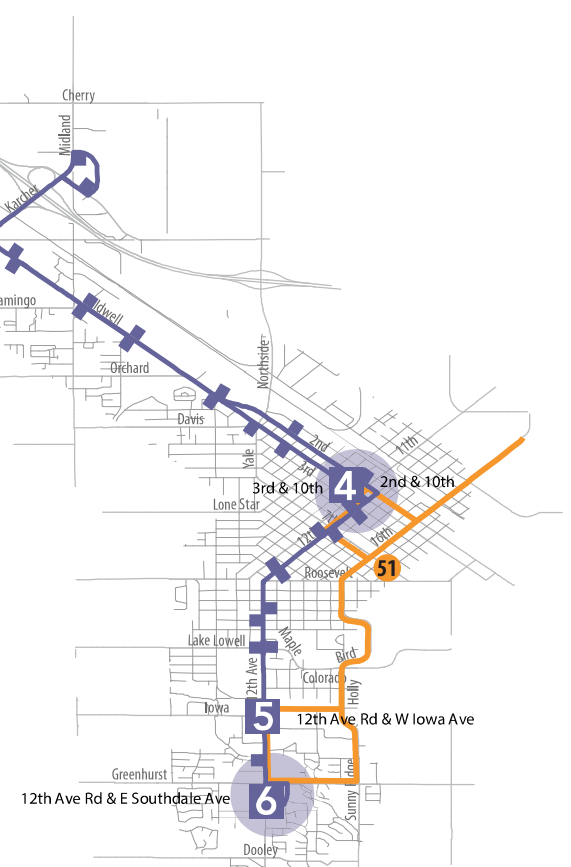 Cherry
Midland
Karcher
amingo
ldwell
Orchard
Northside
Davis
2nd
11th
Yale
3rd
3rd & 10th
4
2nd & 10th
Lone Star
7th
12th
16th
51
Roosevelt
Lake Lowell
Maple
Bird
2th Ave
Colorado
Holly
Iowa
5
12th Ave Rd & W Iowa Ave
Greenhurst
6
12th Ave Rd & E Southdale Ave
Sunny Ridge
Dooley